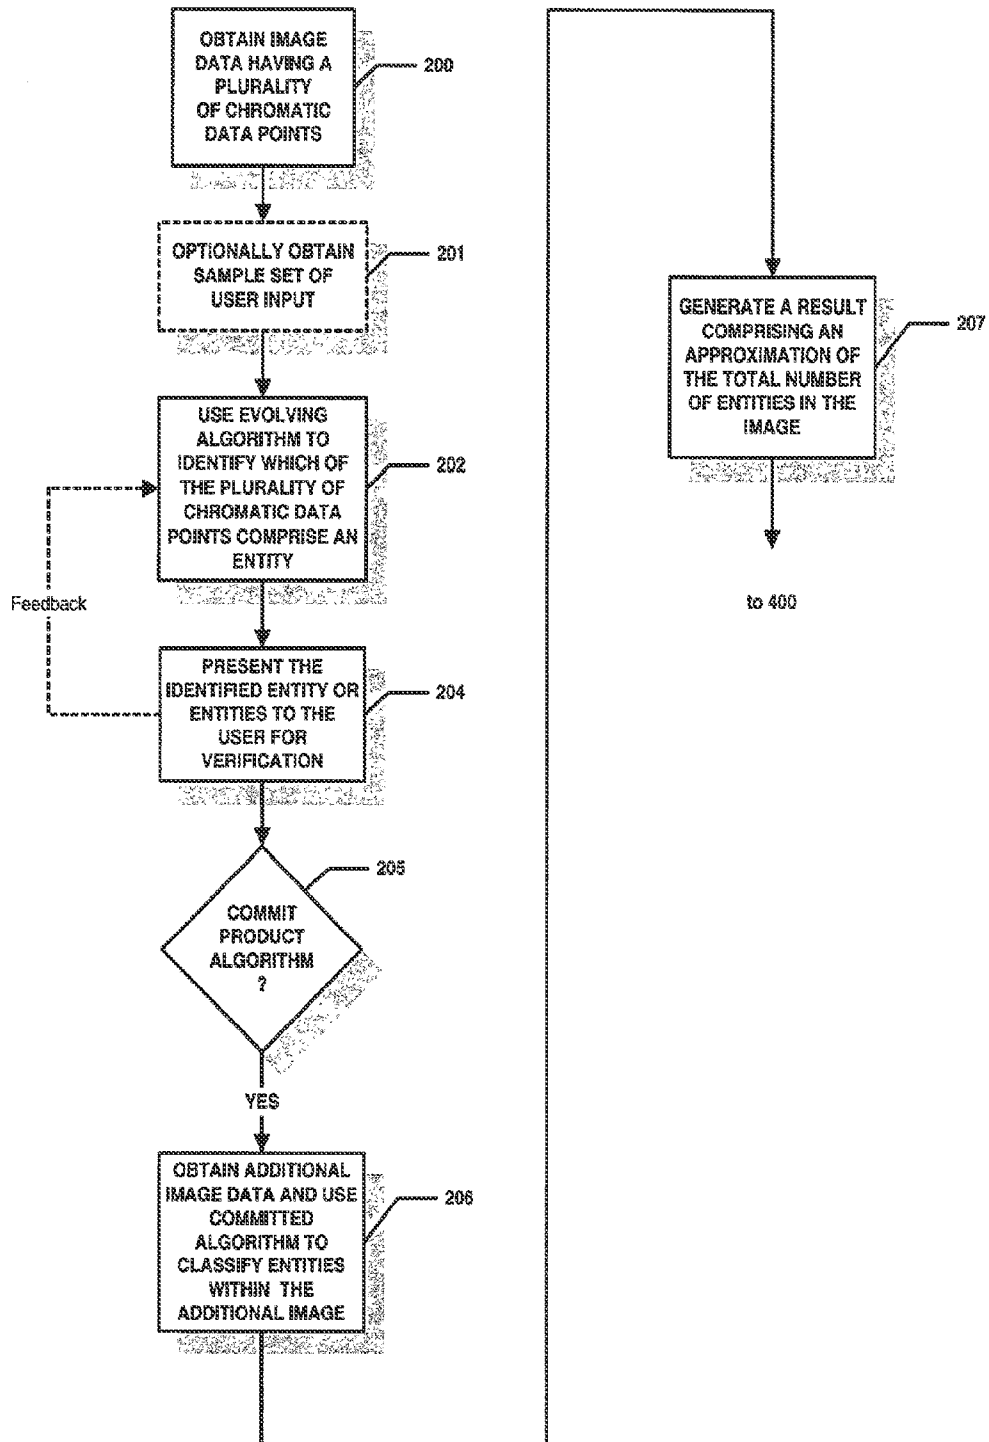 OBTAIN IMAGE
DATA HAVING A
PLURALITY
OF CHROMATIC
DATA POINTS
200
OPTIONALLY OBTAIN
SAMPLE SET OF
USER INPUT
201
USE EVOLVING
ALGORITHM TO
IDENTIFY WHICH OF
THE PLURALITY OF
CHROMATIC DATA
POINTS COMPRISE AN
ENTITY
202
Feedback
PRESENT THE
IDENTIFIED ENTITY OR
ENTITIES TO THE
USER FOR
VERIFICATION
204
COMMIT
PRODUCT
ALGORITHM
?
205
YES
OBTAIN ADDITIONAL
IMAGE DATA AND USE
COMMITTED
ALGORITHM TO
CLASSIFY ENTITIES
WITHIN THE
ADDITIONAL IMAGE
206
GENERATE A RESULT
COMPRISING AN
APPROXIMATION OF
THE TOTAL NUMBER
OF ENTITIES IN THE
IMAGE
207
to 400